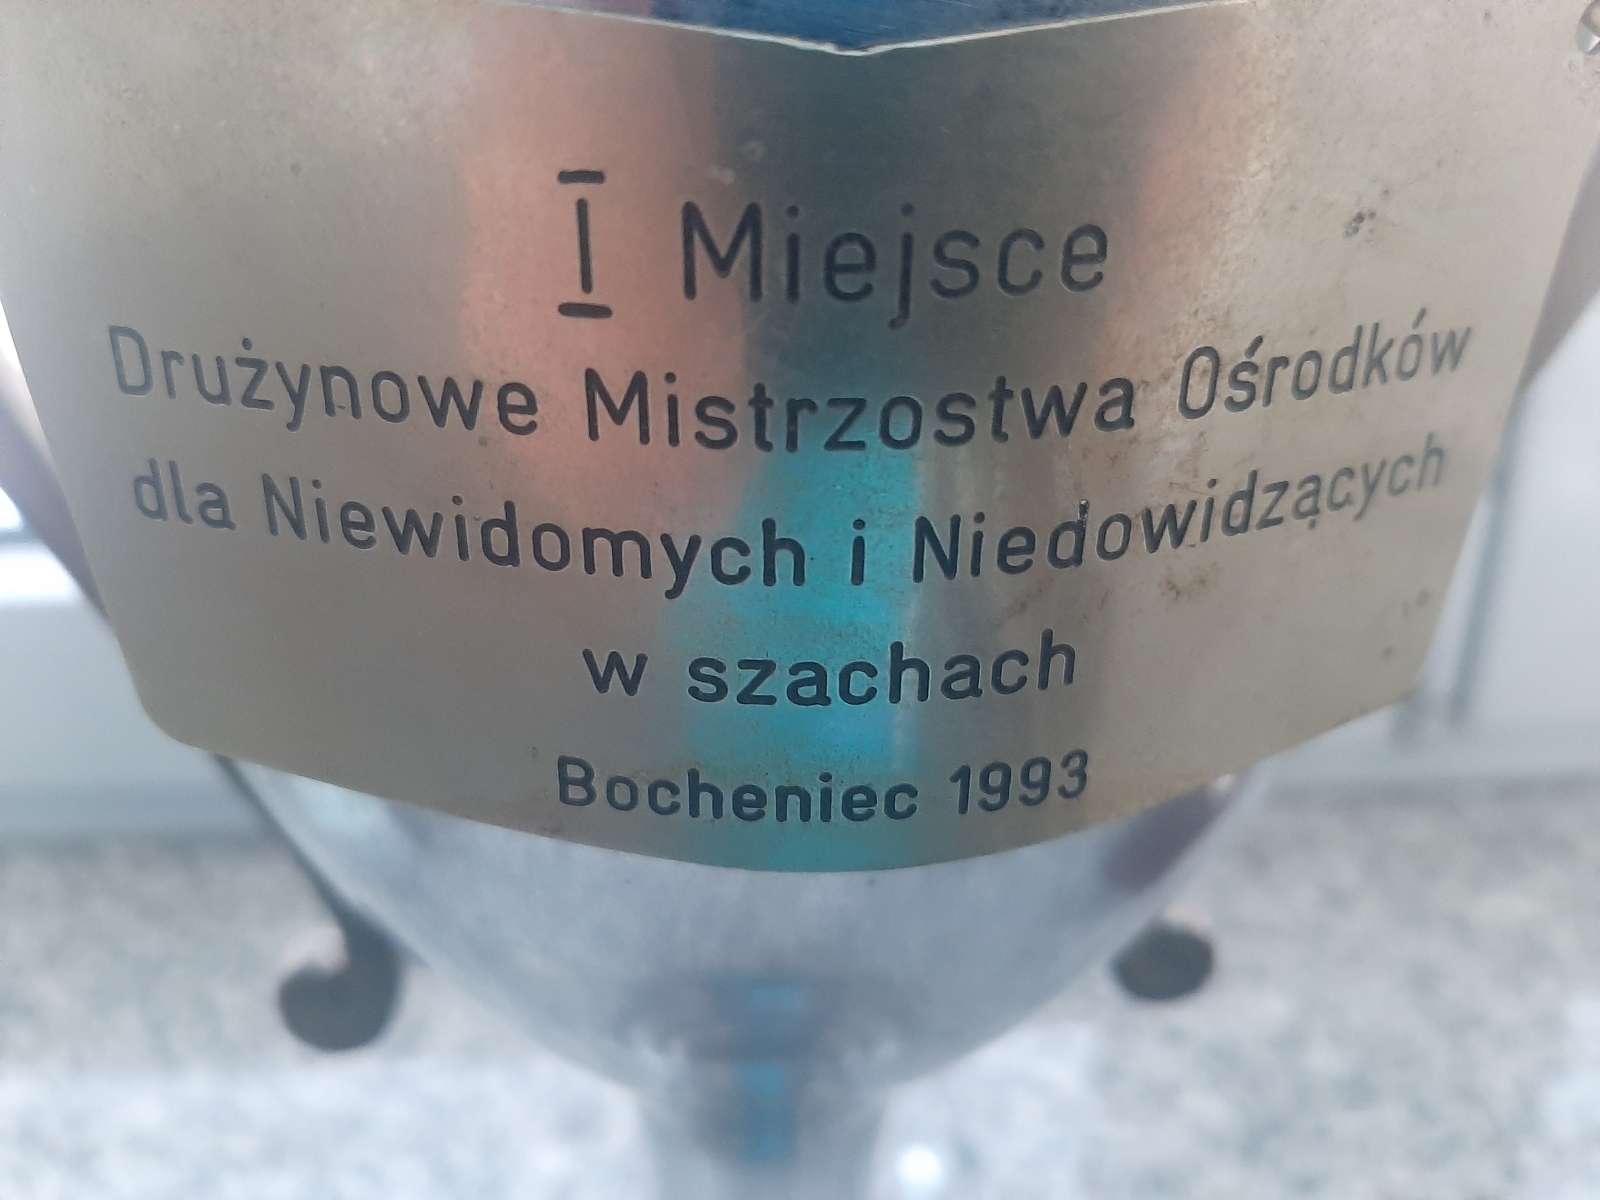 I Miejsce
Drużynowe Mistrzostwa Ośrodków
dla Niewidomych i Niedowidzących
w szachach
Bocheniec 1993